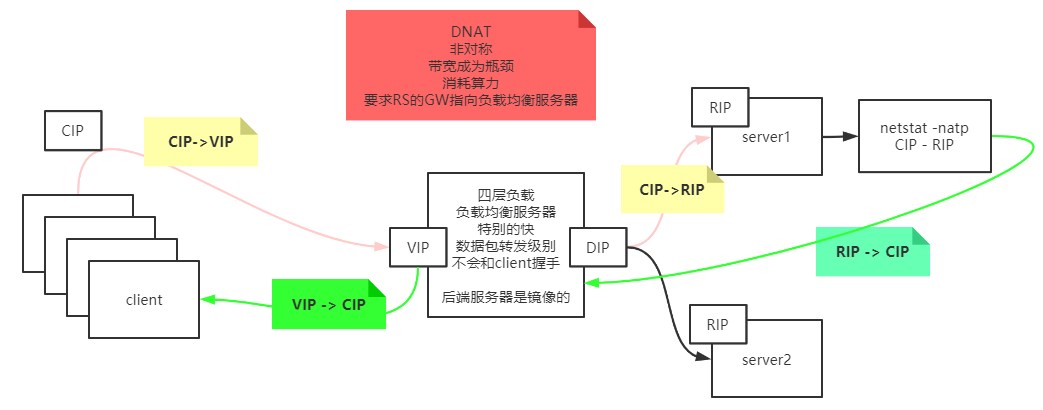 DNAT
非对称
带宽成为瓶颈
消耗算力
要求RS的GW指向负载均衡服务器
CIP
CIP->VIP
client
VIP -> CIP
VIP
四层负载
负载均衡服务器
特别的快
数据包转发级别
不会和client握手
后端服务器是镜像的
DIP
CIP->RIP
RIP
server1
netstat -natp
CIP - RIP
RIP -> CIP
RIP
server2